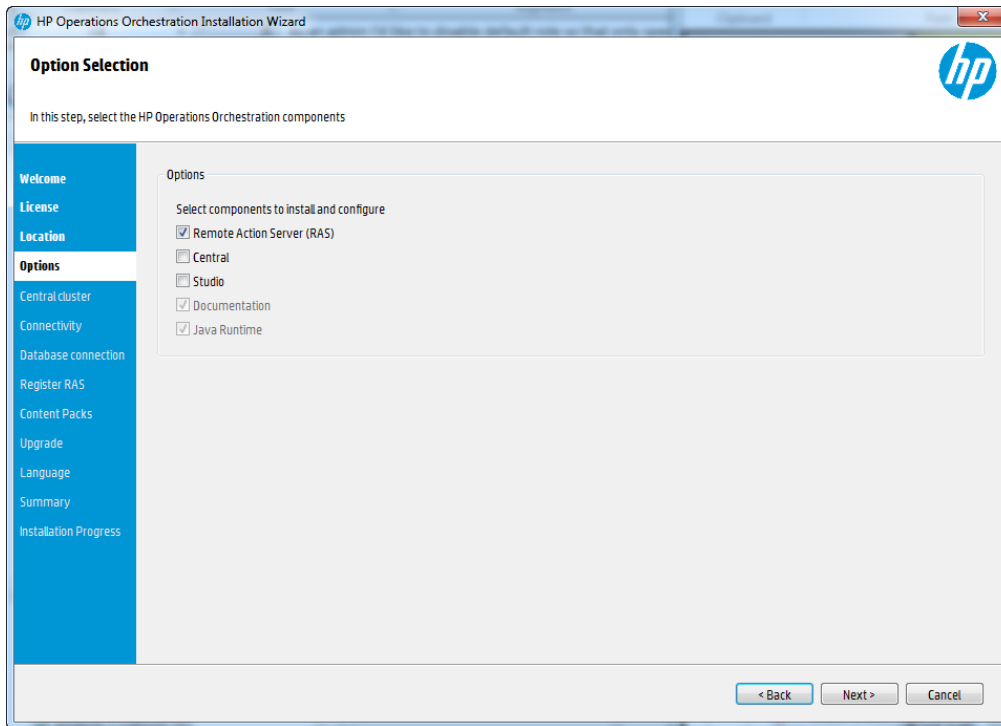 HP Operations Orchestration Installation Wizard
Option Selection
hp
In this step, select the HP Operations Orchestration components
Welcome
License
Location
Options
Central cluster
Connectivity
Database connection
Register RAS
Content Packs
Upgrade
Language
Summary
Installation Progress
Options
Select components to install and configure
Remote Action Server (RAS)
Central
Studio
Documentation
Java Runtime
< Back
Next >
Cancel